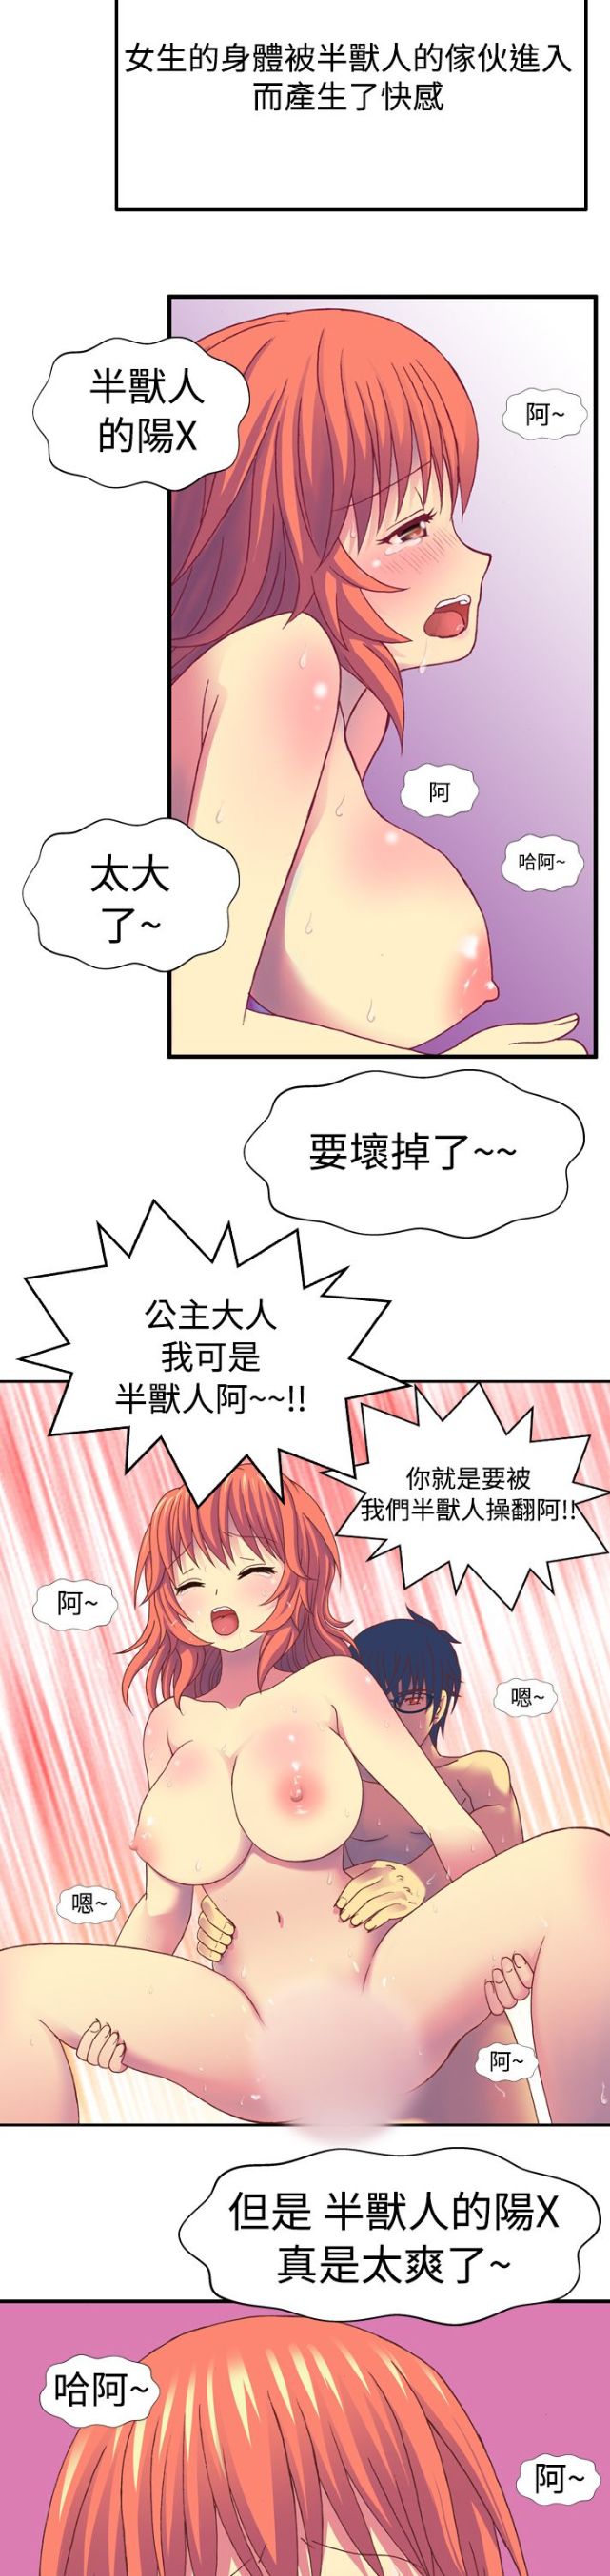 女生的身體被半獸人的傢伙進入
而產生了快感
半獸人
的陽X
阿~
阿
哈阿~
太大
了~
要壞掉了~~
公主大人
我可是
半獸人阿~~!!
你就是要被
我們半獸人操翻阿!!
阿~
嗯~
嗯~
阿~
但是 半獸人的陽X
真是太爽了~
哈阿~
阿~